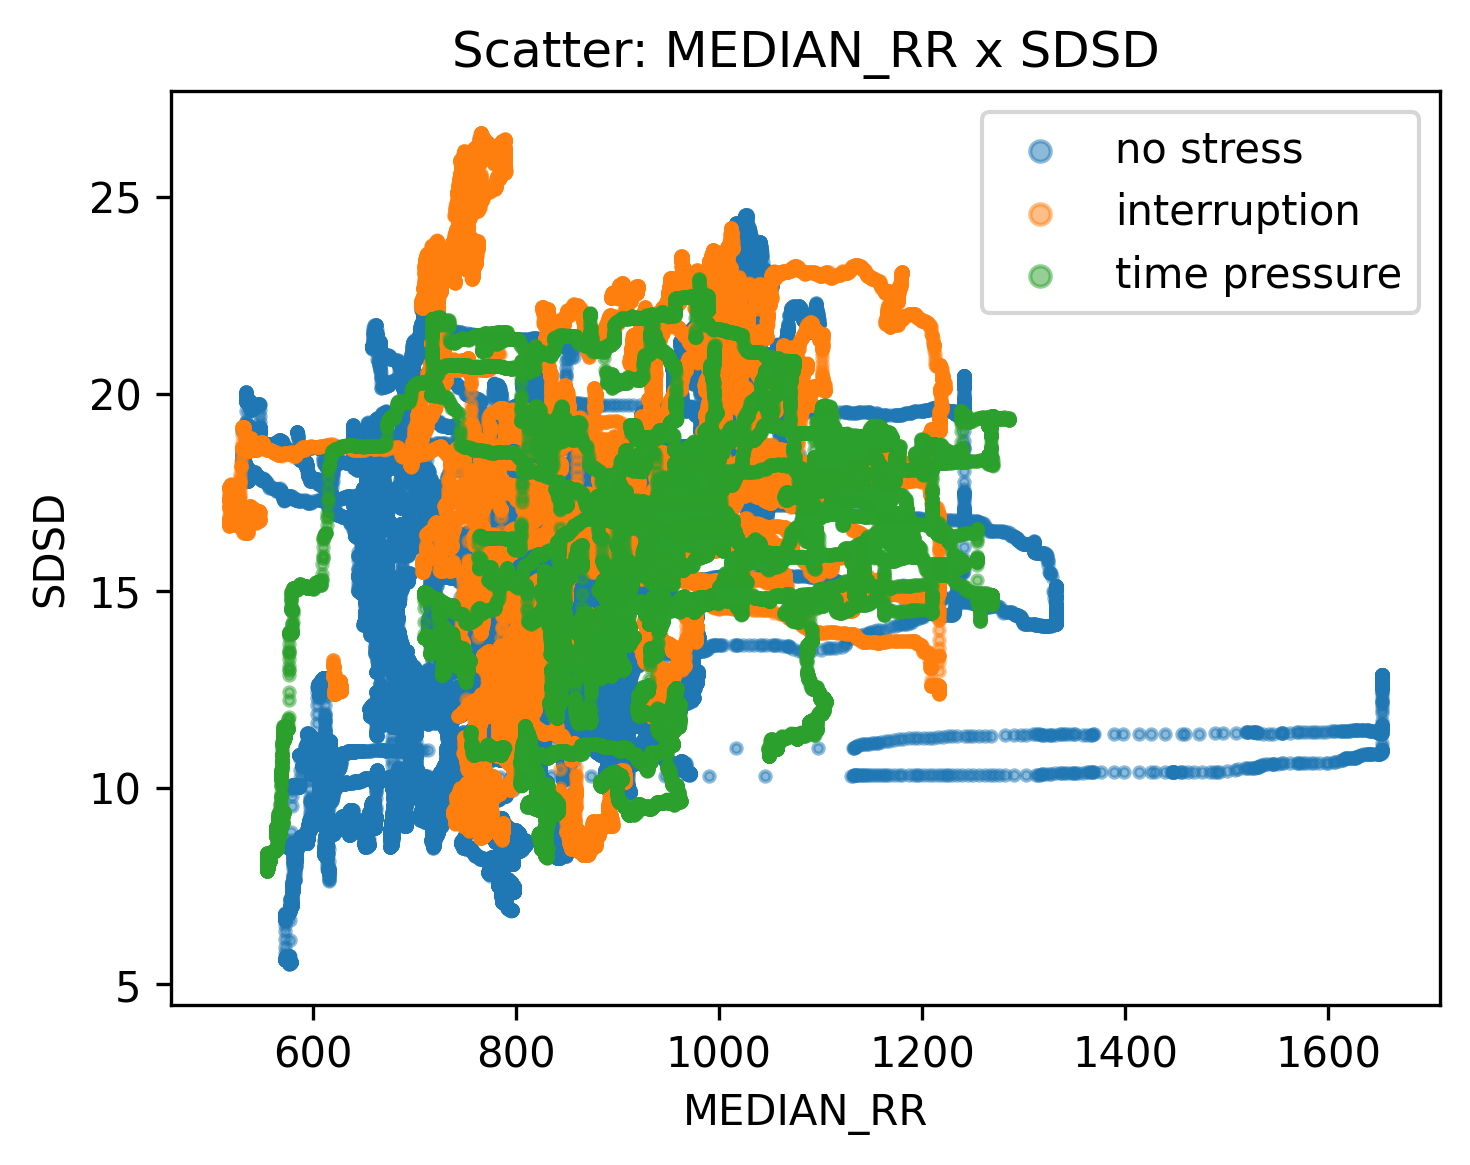 Scatter: MEDIAN_RR x SDSD
no stress
interruption
time pressure
SDSD
25
20
15
10
5
600 800 1000 1200 1400 1600
MEDIAN_RR